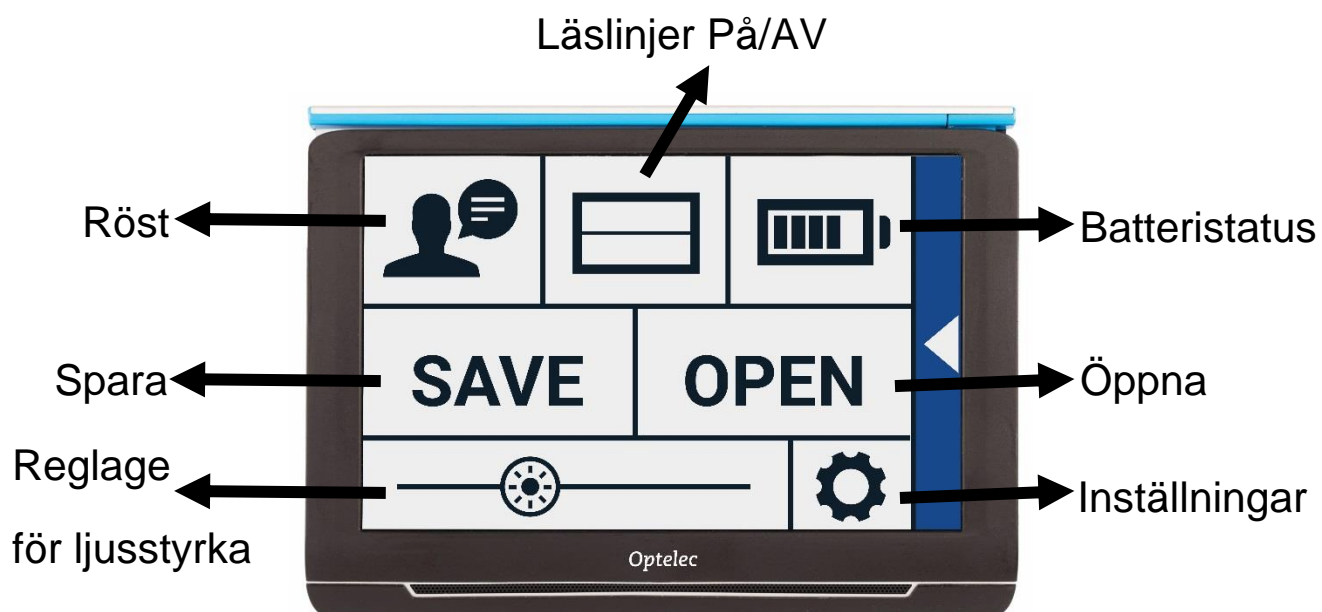 Läslinjer På/AV
Röst
Batteristatus
SAVE
OPEN
Spara
Öppna
Reglage
för ljusstyrka
Inställningar
Optelec